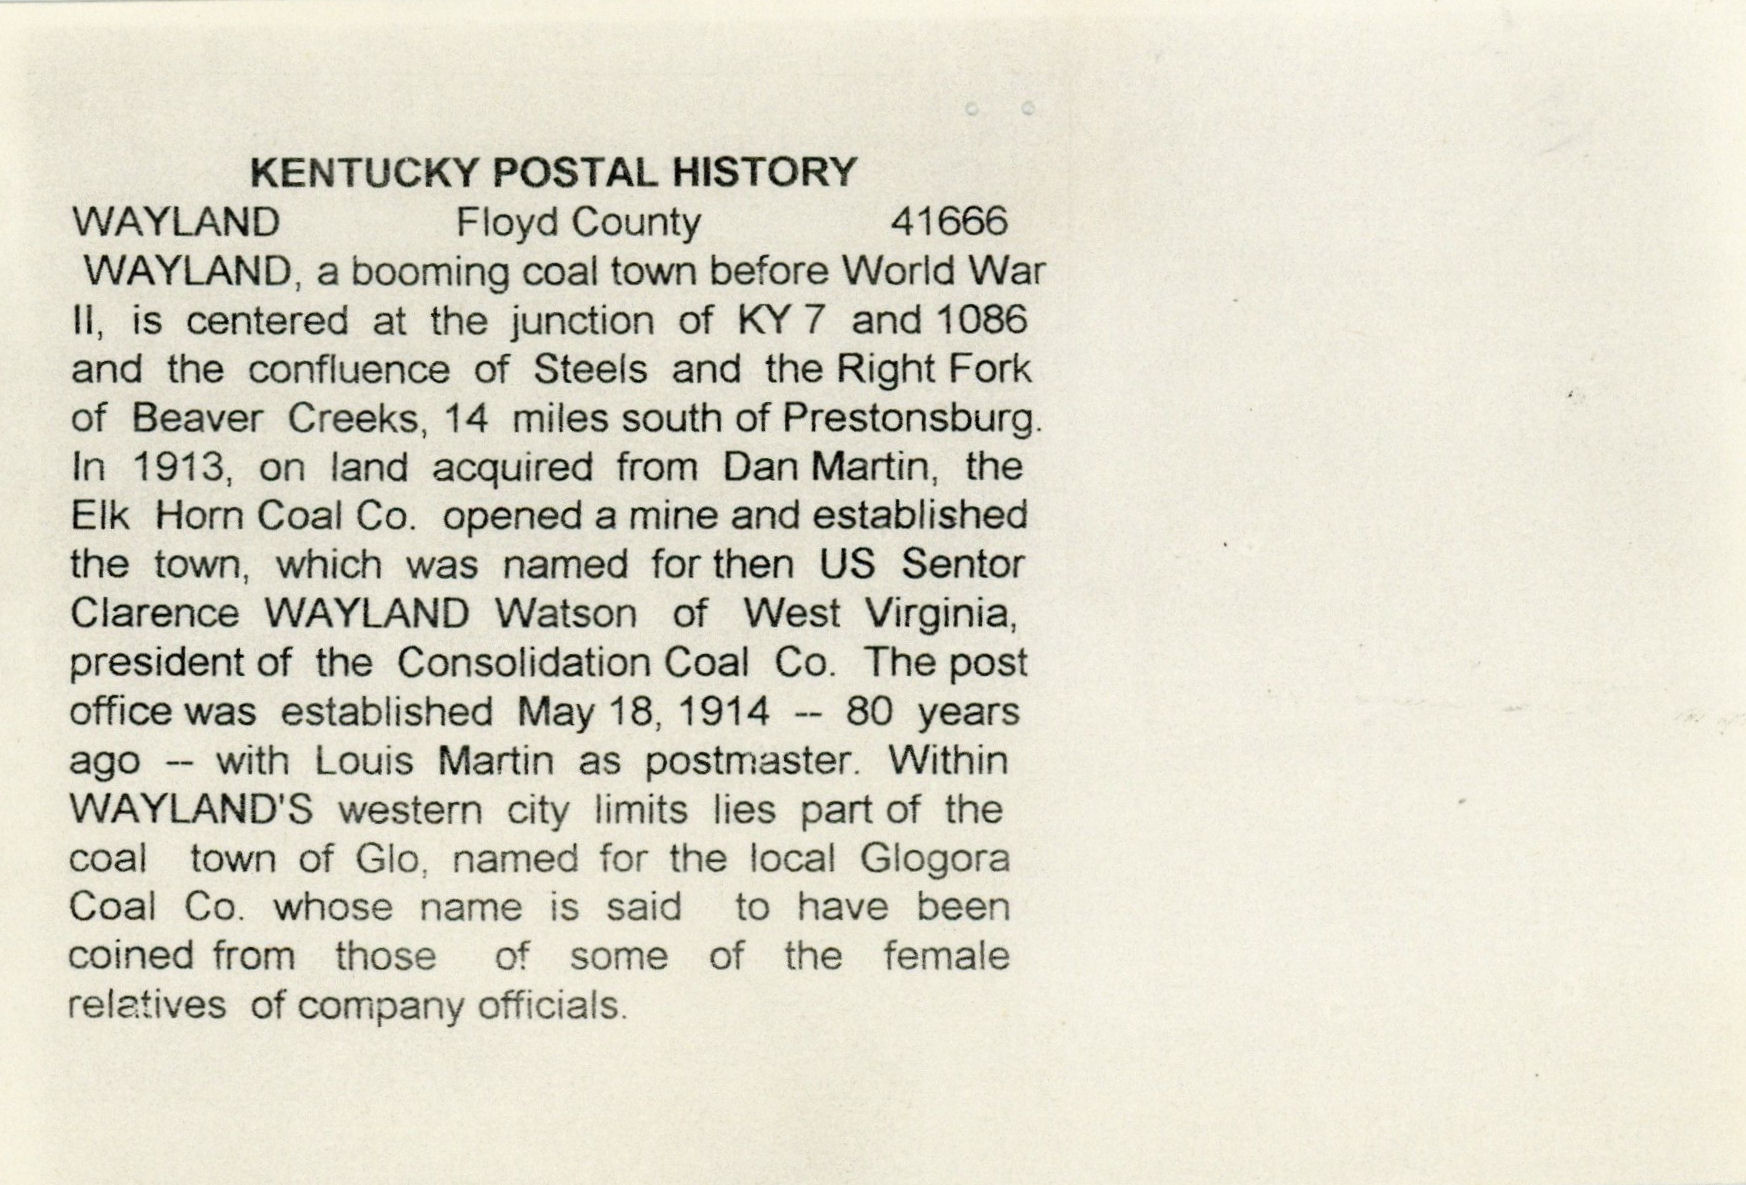 KENTUCKY POSTAL HISTORY
WAYLAND Floyd County 41666
WAYLAND, a booming coal town before World War
II, is centered at the junction of KY 7 and 1086
and the confluence of Steels and the Right Fork
of Beaver Creeks, 14 miles south of Prestonsburg.
In 1913, on land acquired from Dan Martin, the
Elk Horn Coal Co. opened a mine and established
the town, which was named for then US Sentor
Clarence WAYLAND Watson of West Virginia,
president of the Consolidation Coal Co. The post
office was established May 18, 1914 -- 80 years
ago -- with Louis Martin as postmaster. Within
WAYLAND'S western city limits lies part of the
coal town of Glo, named for the local Glogora
Coal Co. whose name is said to have been
coined from those of some of the female
relatives of company officials.